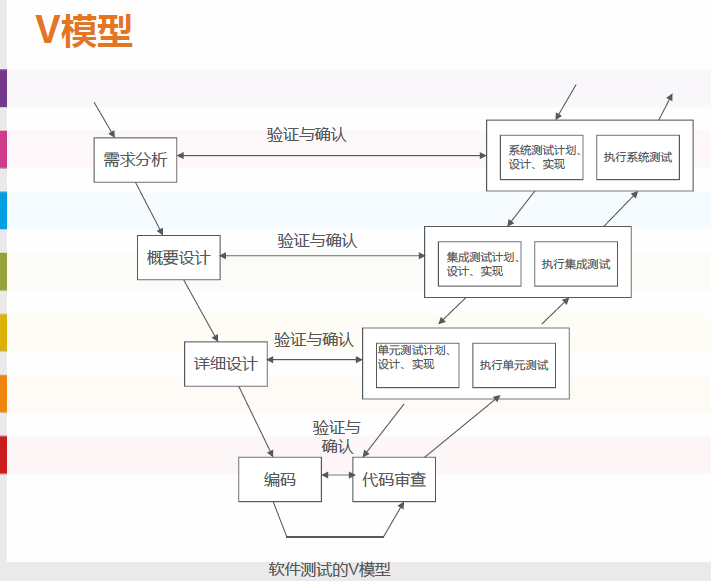 V模型
验证与确认
需求分析
系统测试计划、
设计、实现
执行系统测试
验证与确认
概要设计
集成测试计划、
设计、实现
执行集成测试
验证与确认
详细设计
单元测试计划、
设计、实现
执行单元测试
验证与
确认
编码
代码审查
软件测试的V模型